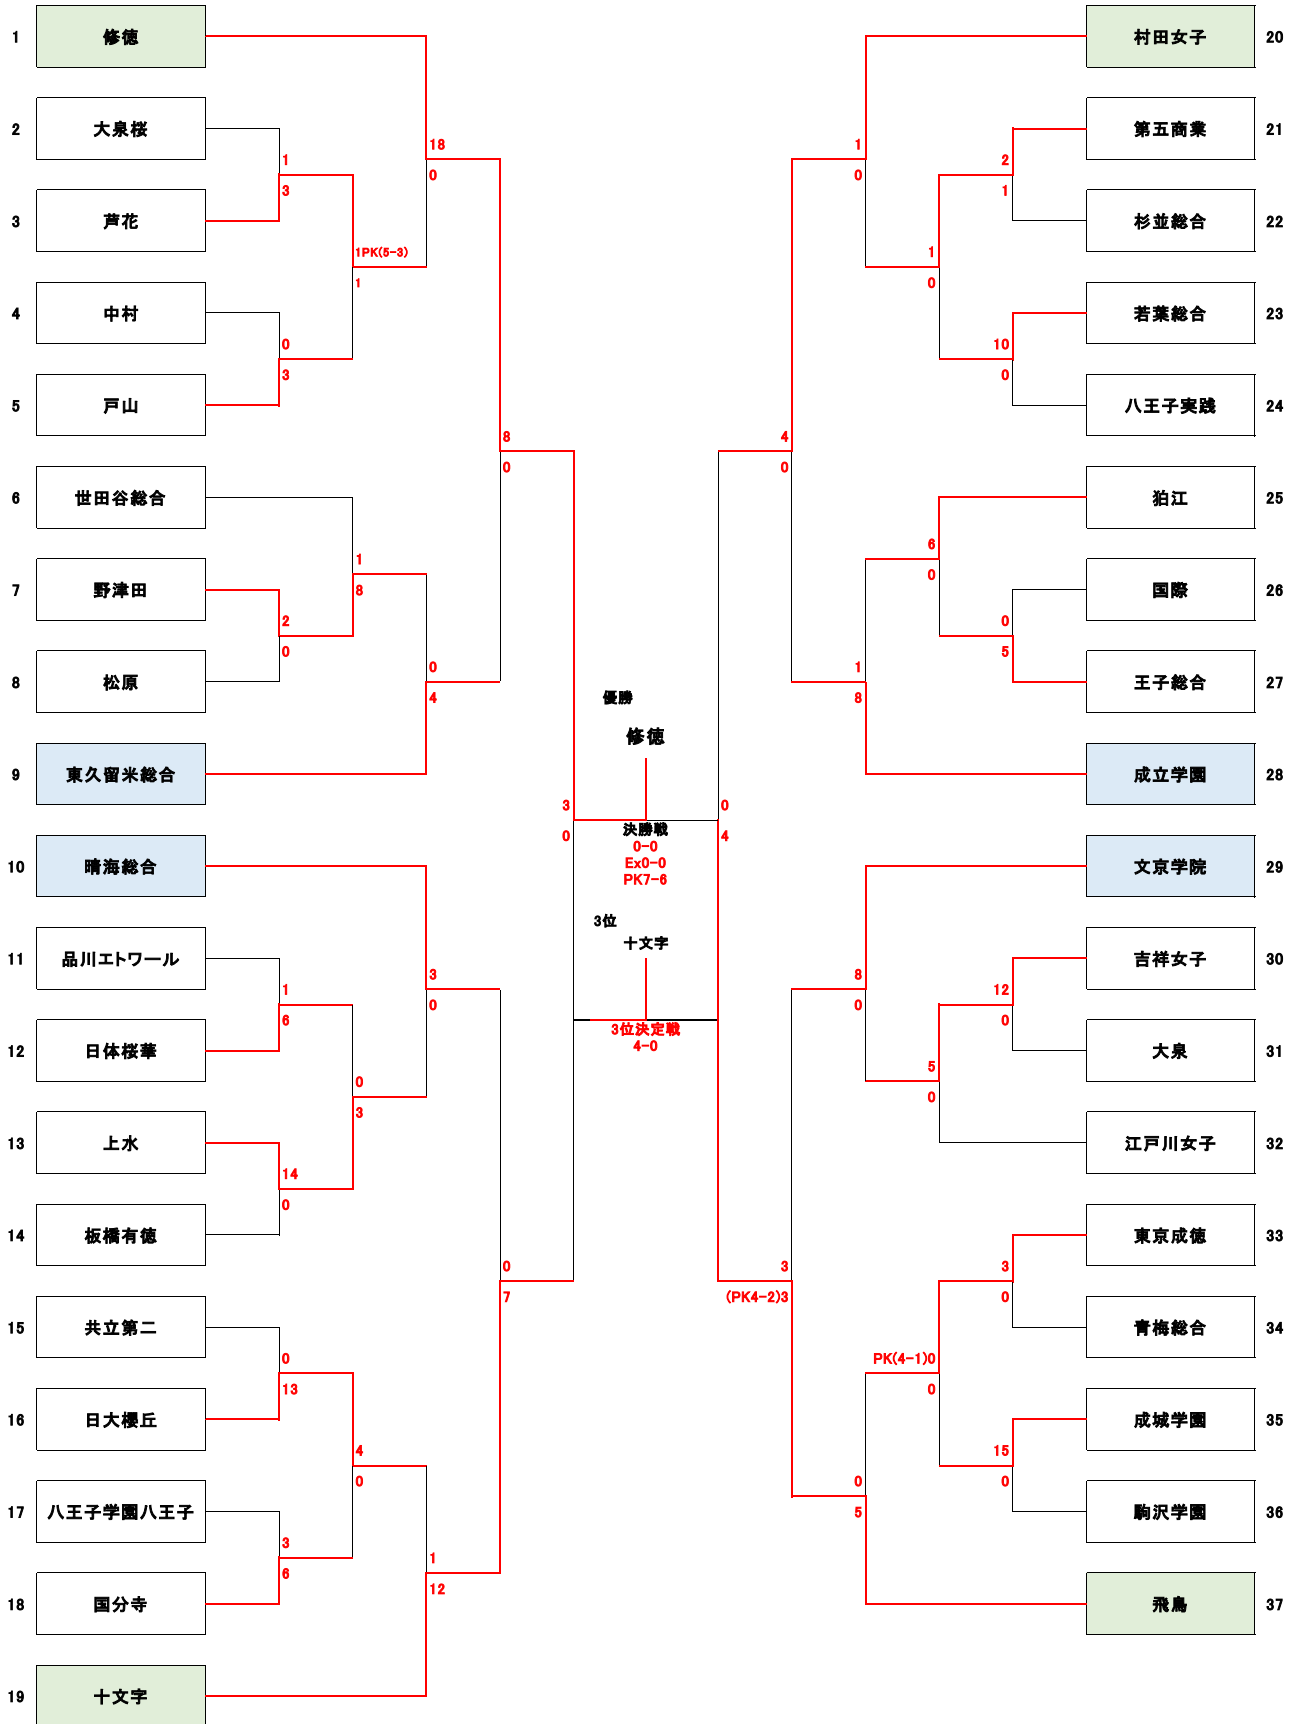 1 修徳
2 大泉桜
1
3
3 芦花
18
0
1PK(5-3)
1
4 中村
0
3
5 戸山
8
0
6 世田谷総合
1
8
7 野津田
2
0
8 松原
0
4
9 東久留米総合
3
0
10 晴海総合
11 品川エトワール
1
6
12 日体桜華
3
0
0
3
13 上水
14
0
14 板橋有徳
0
7
15 共立第二
0
13
16 日大櫻丘
4
0
17 八王子学園八王子
3
6
18 国分寺
1
12
19 十文字
優勝
修徳
決勝戦
0-0
Ex0-0
PK7-6
3位
十文字
3位決定戦
4-0
村田女子 20
1
0
第五商業 21
2
1
杉並総合 22
1
0
若葉総合 23
10
0
八王子実践 24
4
0
狛江 25
6
0
国際 26
0
5
王子総合 27
1
8
成立学園 28
0
4
文京学院 29
8
0
吉祥女子 30
12
0
大泉 31
5
0
江戸川女子 32
東京成徳 33
3
0
3
(PK4-2)3
青梅総合 34
PK(4-1)0
0
成城学園 35
15
0
駒沢学園 36
0
5
飛鳥 37